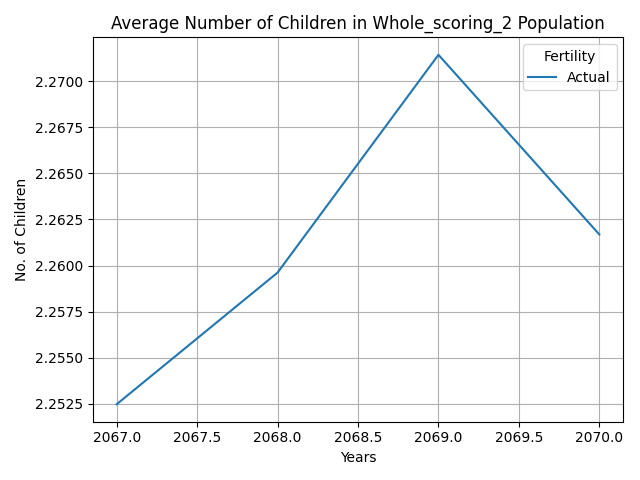 Average Number of Children in Whole_scoring_2 Population
Fertility
Actual
2.2700
2.2675
2.2650
2.2625
2.2600
2.2575
2.2550
2.2525
No. of Children
2067.0 2067.5 2068.0 2068.5 2069.0 2069.5 2070.0
Years